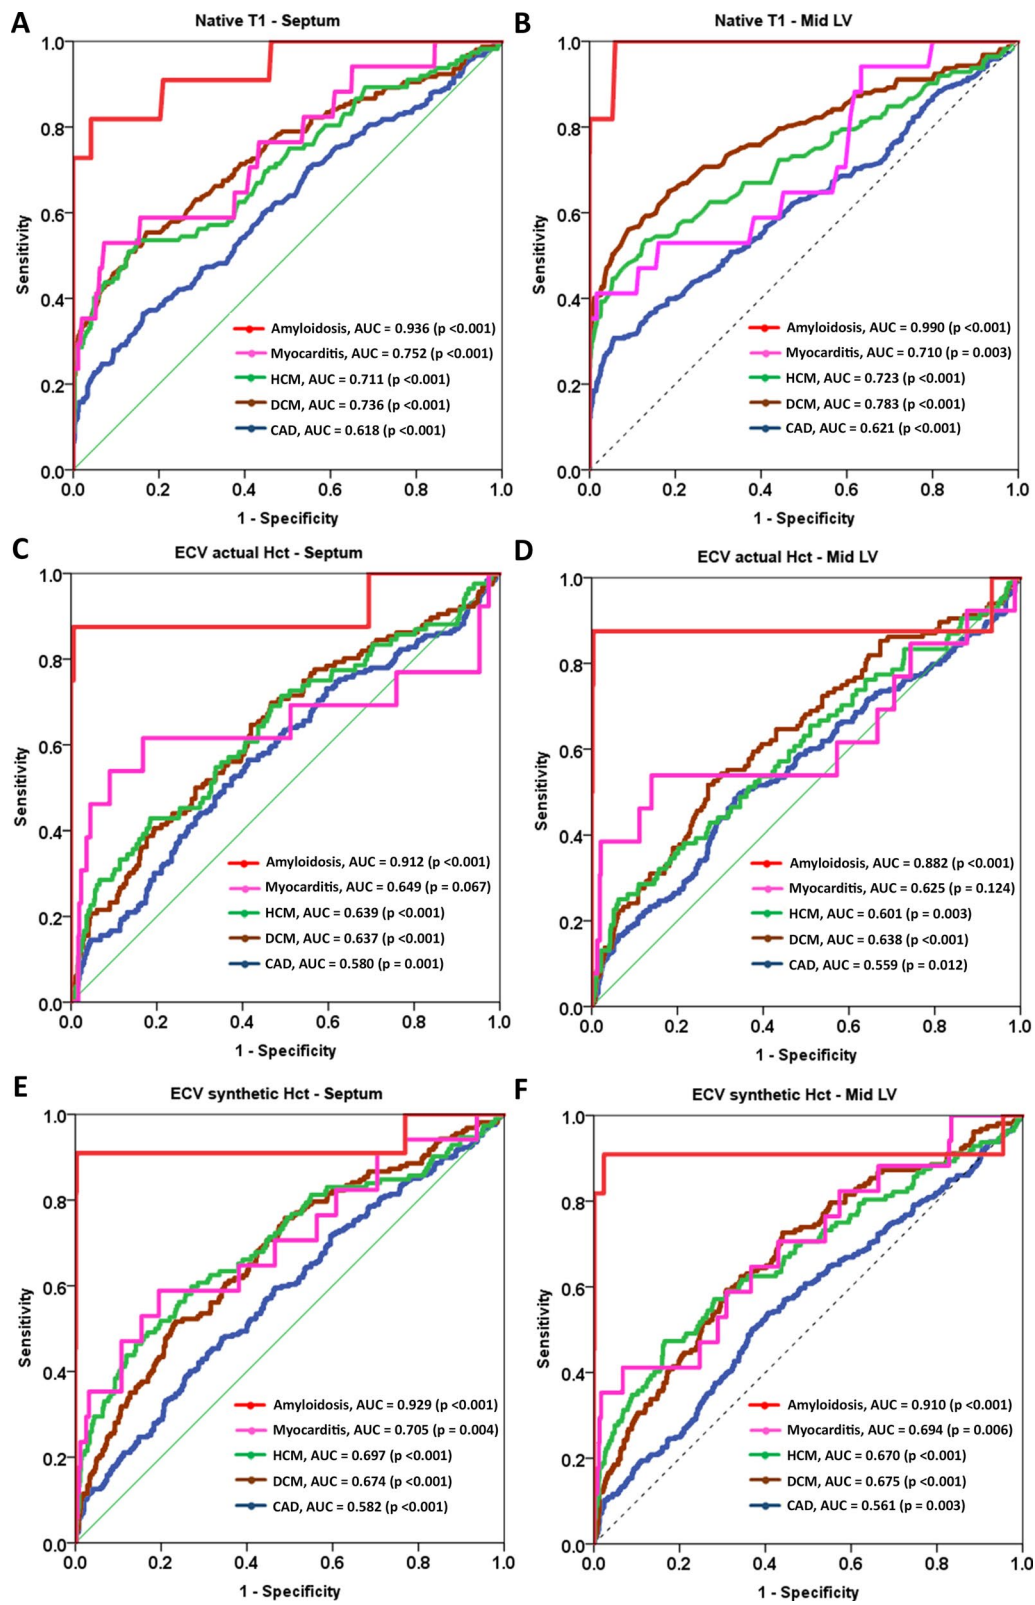 A
Native T1 - Septum
1.0
0.8
0.6
0.4
0.2
0.0
Sensitivity
Amyloidosis, AUC = 0.936 (p <0.001)
Myocarditis, AUC = 0.752 (p <0.001)
HCM, AUC = 0.711 (p <0.001)
DCM, AUC = 0.736 (p <0.001)
CAD, AUC = 0.618 (p <0.001)
0.0 0.2 0.4 0.6 0.8 1.0
1 - Specificity
B
Native T1 - Mid LV
1.0
0.8
0.6
0.4
0.2
0.0
Sensitivity
Amyloidosis, AUC = 0.990 (p <0.001)
Myocarditis, AUC = 0.710 (p = 0.003)
HCM, AUC = 0.723 (p <0.001)
DCM, AUC = 0.783 (p <0.001)
CAD, AUC = 0.621 (p <0.001)
0.0 0.2 0.4 0.6 0.8 1.0
1 - Specificity
C
ECV actual Hct - Septum
1.0
0.8
0.6
0.4
0.2
0.0
Sensitivity
Amyloidosis, AUC = 0.912 (p <0.001)
Myocarditis, AUC = 0.649 (p = 0.067)
HCM, AUC = 0.639 (p <0.001)
DCM, AUC = 0.637 (p <0.001)
CAD, AUC = 0.580 (p = 0.001)
0.0 0.2 0.4 0.6 0.8 1.0
1 - Specificity
D
ECV actual Hct - Mid LV
1.0
0.8
0.6
0.4
0.2
0.0
Sensitivity
Amyloidosis, AUC = 0.882 (p <0.001)
Myocarditis, AUC = 0.625 (p = 0.124)
HCM, AUC = 0.601 (p = 0.003)
DCM, AUC = 0.638 (p <0.001)
CAD, AUC = 0.559 (p = 0.012)
0.0 0.2 0.4 0.6 0.8 1.0
1 - Specificity
E
ECV synthetic Hct - Septum
1.0
0.8
0.6
0.4
0.2
0.0
Sensitivity
Amyloidosis, AUC = 0.929 (p <0.001)
Myocarditis, AUC = 0.705 (p = 0.004)
HCM, AUC = 0.697 (p <0.001)
DCM, AUC = 0.674 (p <0.001)
CAD, AUC = 0.582 (p <0.001)
0.0 0.2 0.4 0.6 0.8 1.0
1 - Specificity
F
ECV synthetic Hct - Mid LV
1.0
0.8
0.6
0.4
0.2
0.0
Sensitivity
Amyloidosis, AUC = 0.910 (p <0.001)
Myocarditis, AUC = 0.694 (p = 0.006)
HCM, AUC = 0.670 (p <0.001)
DCM, AUC = 0.675 (p <0.001)
CAD, AUC = 0.561 (p = 0.003)
0.0 0.2 0.4 0.6 0.8 1.0
1 - Specificity